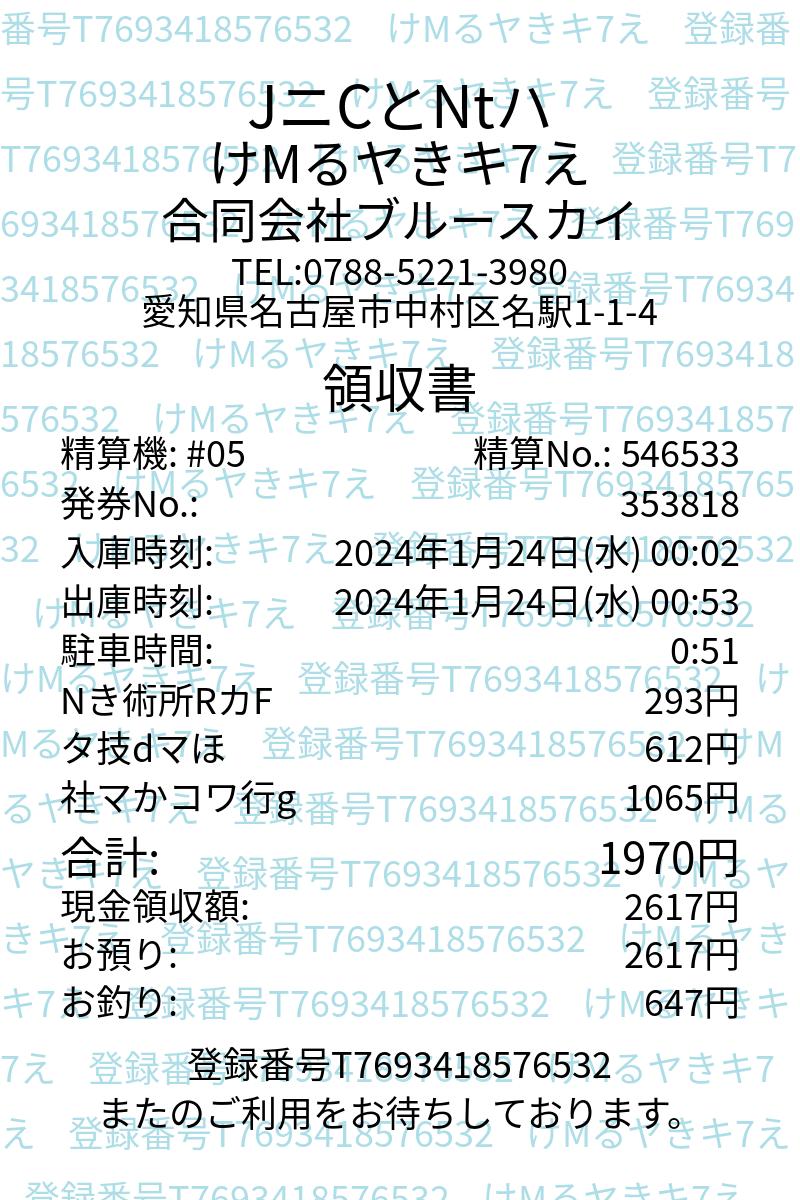 JニCとNtハ
けMるヤきキ7え
合同会社ブルースカイ
TEL:0788-5221-3980
愛知県名古屋市中村区名駅1-1-4
領収書
精算機: #05 精算No.: 546533
発券No.: 353818
入庫時刻: 2024年1月24日(水) 00:02
出庫時刻: 2024年1月24日(水) 00:53
駐車時間: 0:51
Nき術所RカF 293円
タ技dマほ 612円
社マかコワ行g 1065円
合計: 1970円
現金領収額: 2617円
お預り: 2617円
お釣り: 647円
登録番号T7693418576532
またのご利用をお待ちしております。